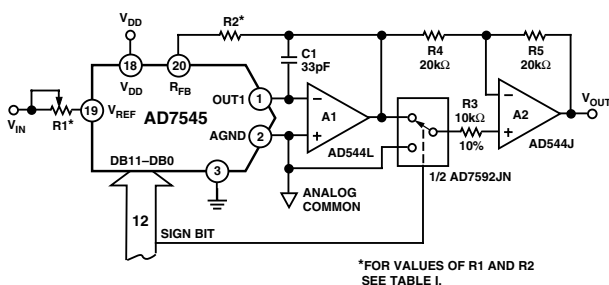 V_DD
R2*
C1
33pF
R4
20kΩ
R5
20kΩ
18
V_DD
20
R_FB
OUT1
1
AD7545
AGND
2
19
V_REF
V_IN
R1*
DB11–DB0
3
–
A1
+
AD544L
R3
10kΩ
10%
–
A2
+
AD544J
V_OUT
1/2 AD7592JN
ANALOG
COMMON
12
SIGN BIT
*FOR VALUES OF R1 AND R2
SEE TABLE I.